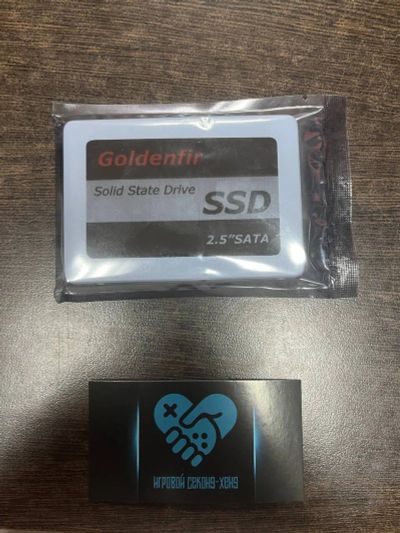 Goldenfir
Solid State Drive
SSD
2.5"SATA
ИГРОВОЙ СЕКОНД-ХЕНД